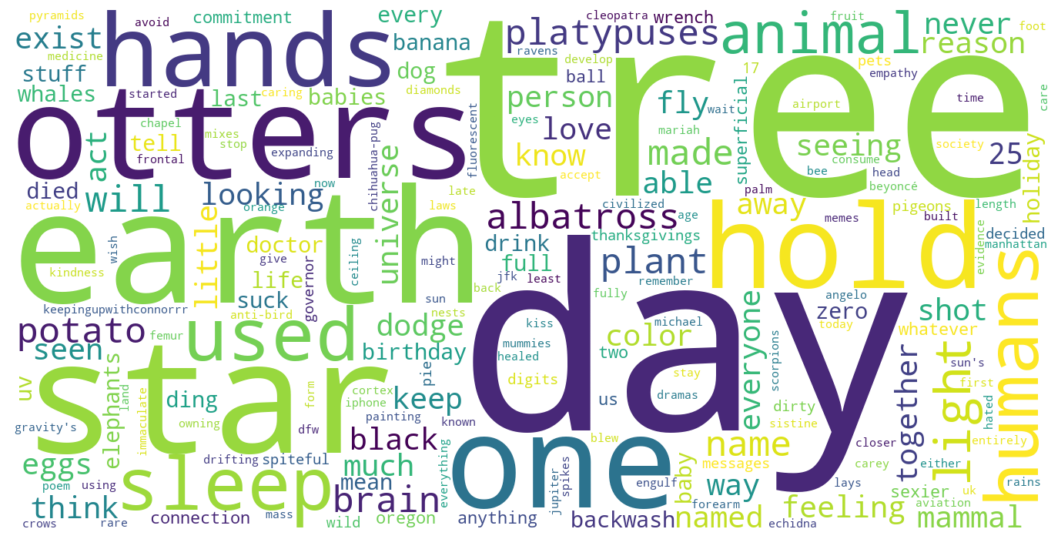 pyramids
avoid
commitment
every
cleopatra
wrench
animal
never
fruit
foot
exist
hands
banana
platypuses
reason
medicine
ravens
develop
tree
pets
empathy
stuff
started
dog
ball
17
whales
last
babies
diamonds
person
fly
airport
time
care
otters
chapel
mixes
stop
fluorescent
eyes
wait
mariah
superficial
act
tell
frontal
expanding
chihuahua-pug
love
know
made
seeing
consume
society
25
died
will
actually
looking
universe
now
late
accept
able
bee
head
beyoncé
holiday
orange
laws
albatross
civilized
age
away
palm
memes
pigeons
built
length
earth
little
wish
kindness
doctor
give
ceiling
might
drink
thanksgivings
hold
decided
manhattan
evidence
life
governor
sun
full
jfk
least
us
plant
remember
humans
keepingupwithconnorrr
suck
anti-bird
back
nests
day
fully
angelo
zero
shot
potato
femur
used
dodge
kiss
michael
color
everyone
today
whatever
seen
birthday
mummies
healed
two
stay
scorpions
light
sun's
first
hated
uv
elephants
land
star
ding
form
cortex
iphone
pie
keep
digits
dramas
dirty
sistine
together
entirely
gravity's
immaculate
owning
painting
known
dfw
black
one
blew
name
closer
either
eggs
drifting
spiteful
mean
everything
engulf
baby
messages
carey
rains
poem
using
sleep
much
brain
jupiter
spikes
way
lays
sexier
uk
think
mass
wild
oregon
forearm
feeling
aviation
crows
rare
connection
anything
backwash
named
echidna
mammal